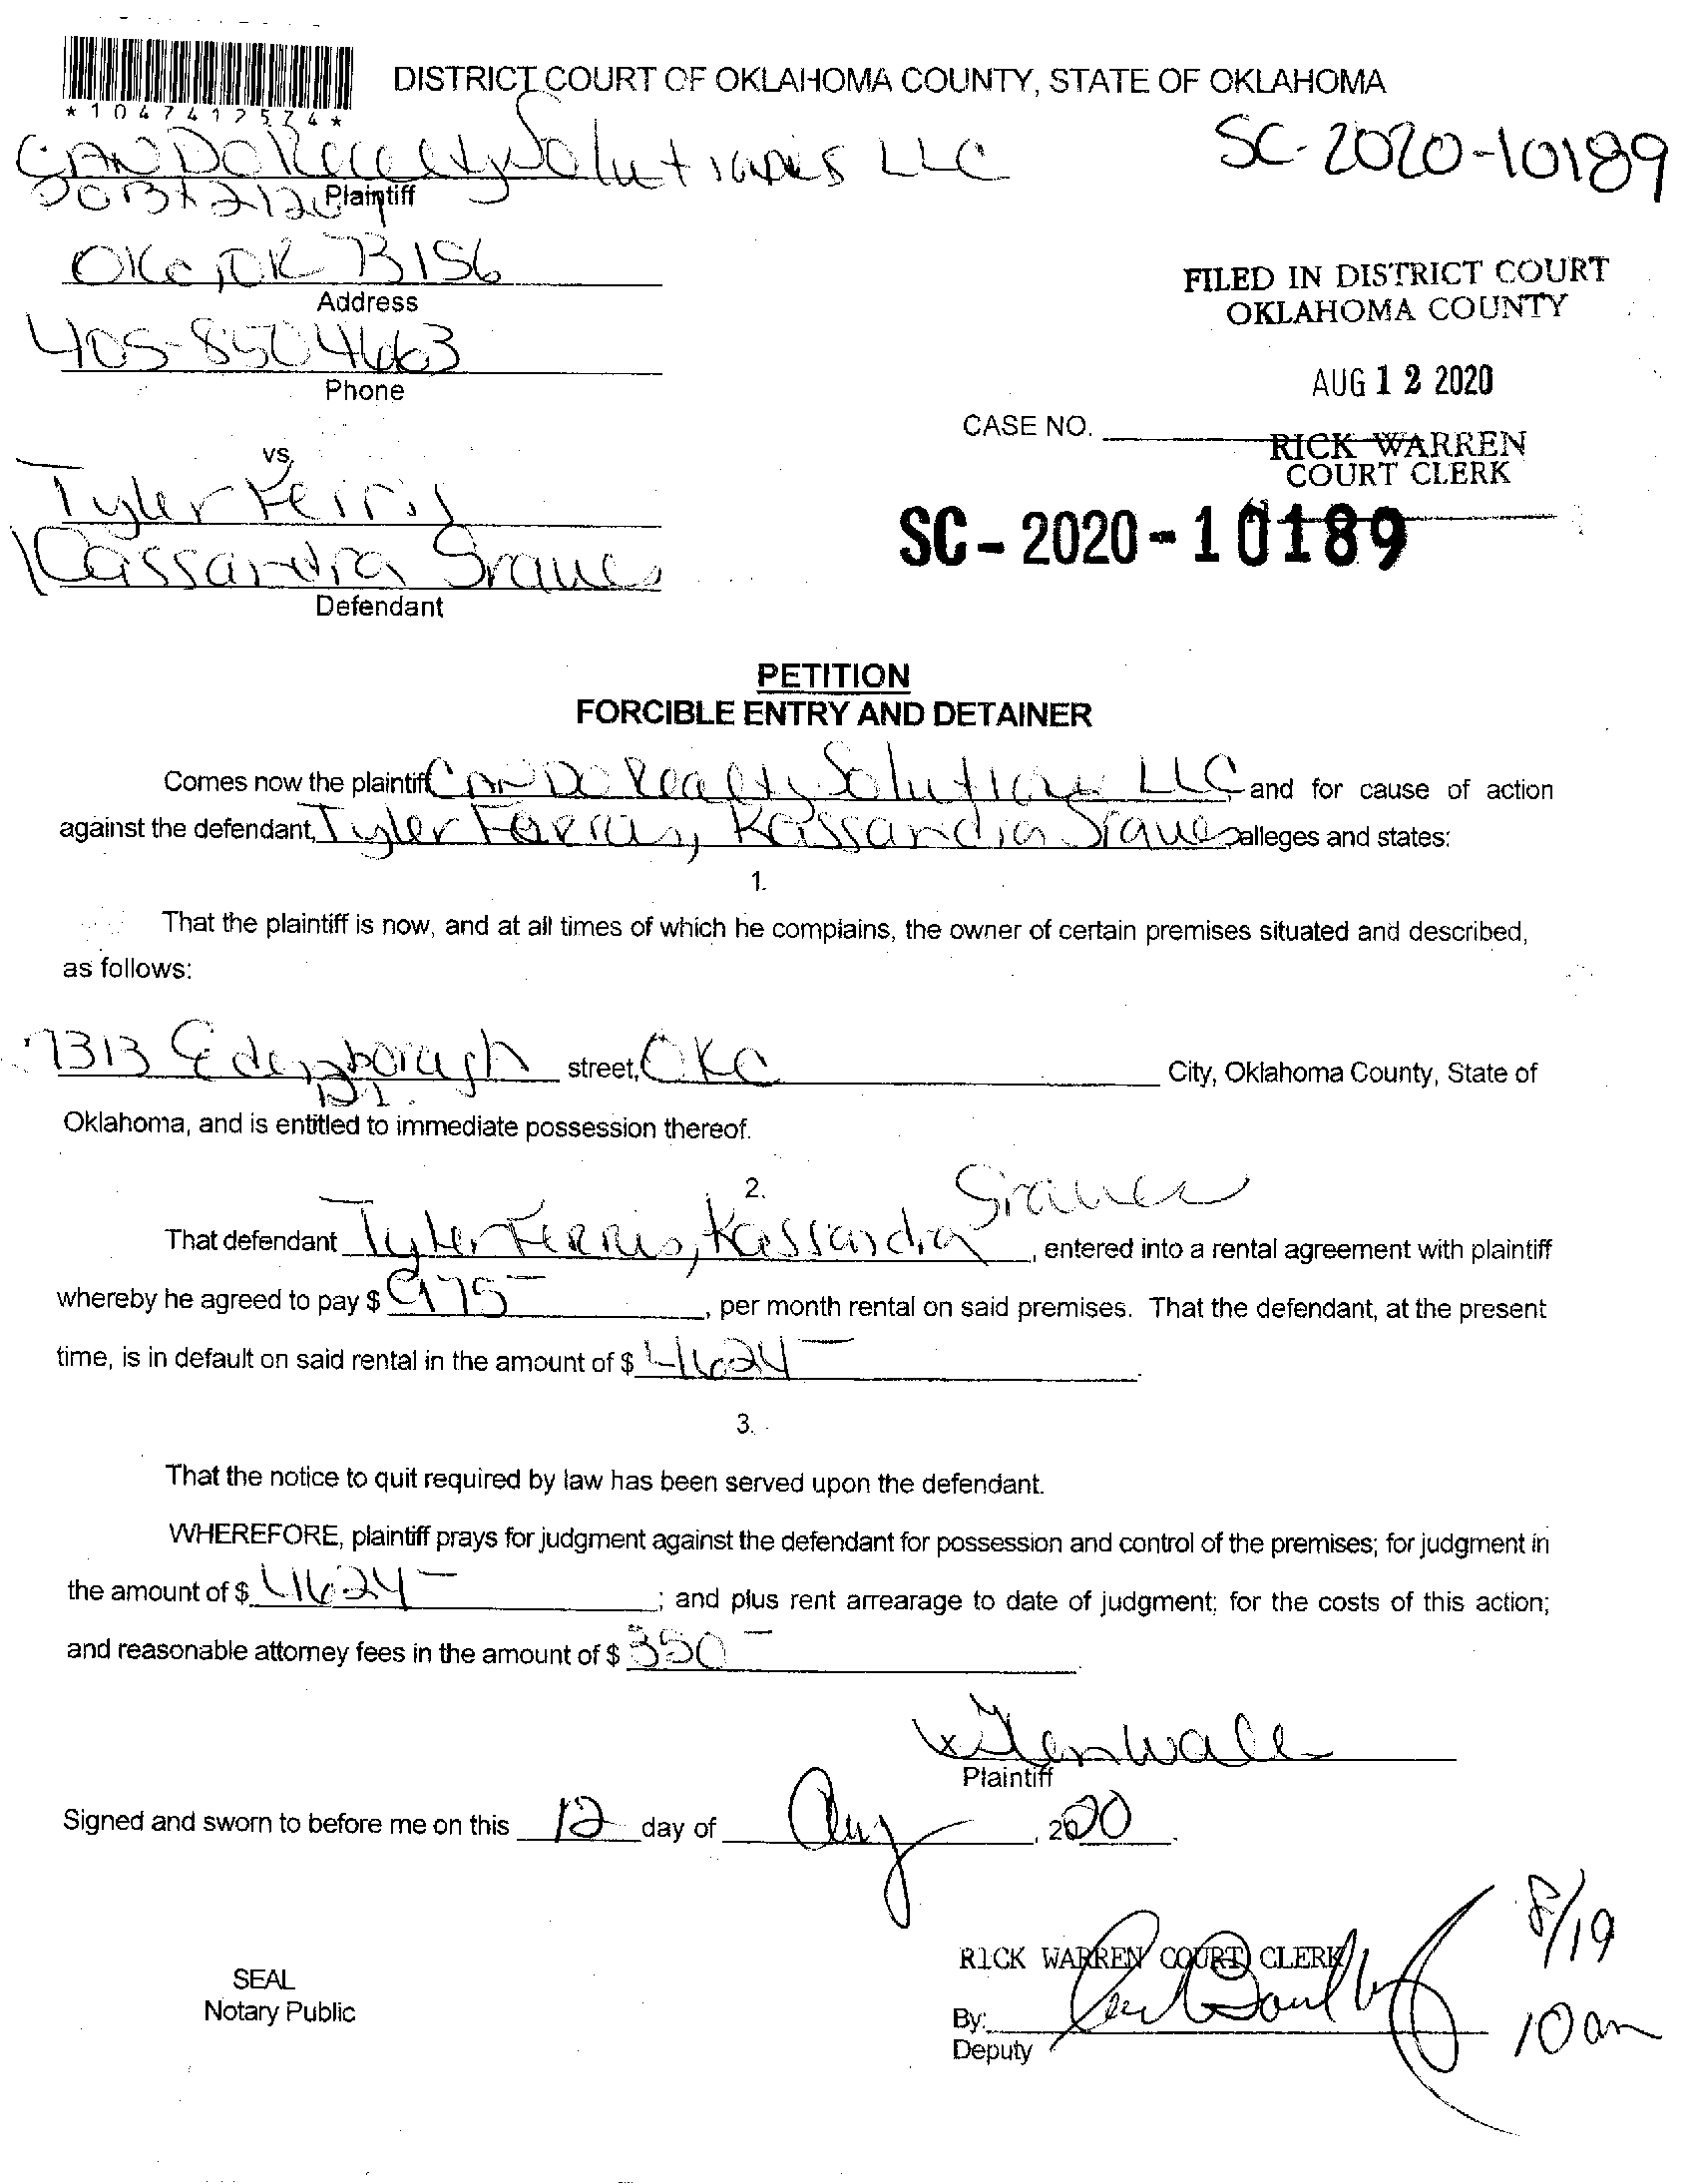 *1047412574*
DISTRICT COURT OF OKLAHOMA COUNTY, STATE OF OKLAHOMA
CAN DO Realty Solutions LLC
SC-2020-10189
Plaintiff
OKC, OK 73156
Address
405-850 4663
Phone
FILED IN DISTRICT COURT
OKLAHOMA COUNTY
AUG 12 2020
RICK WARREN
COURT CLERK
CASE NO.
SC-2020-10189
vs.
Tyler Ferris
Kassandra Graves
Defendant
PETITION
FORCIBLE ENTRY AND DETAINER
Comes now the plaintiff CAN DO Realty Solutions LLC and for cause of action
against the defendant, Tyler Ferris, Kassandra Graves alleges and states:
1.
That the plaintiff is now, and at all times of which he complains, the owner of certain premises situated and described,
as follows:
7313 Edenborough street, OKC City, Oklahoma County, State of
Dr.
Oklahoma, and is entitled to immediate possession thereof.
2.
That defendant Tyler Ferris, Kassandra Graves, entered into a rental agreement with plaintiff
whereby he agreed to pay $ 975-, per month rental on said premises. That the defendant, at the present
time, is in default on said rental in the amount of $ 4624-.
3.
That the notice to quit required by law has been served upon the defendant.
WHEREFORE, plaintiff prays for judgment against the defendant for possession and control of the premises; for judgment in
the amount of $ 4624-; and plus rent arrearage to date of judgment; for the costs of this action;
and reasonable attorney fees in the amount of $ 350-.
x
Plaintiff
Signed and sworn to before me on this 12 day of Aug, 2020.
8/19
10am
RICK WARREN COURT CLERK
SEAL
Notary Public
By:
Deputy